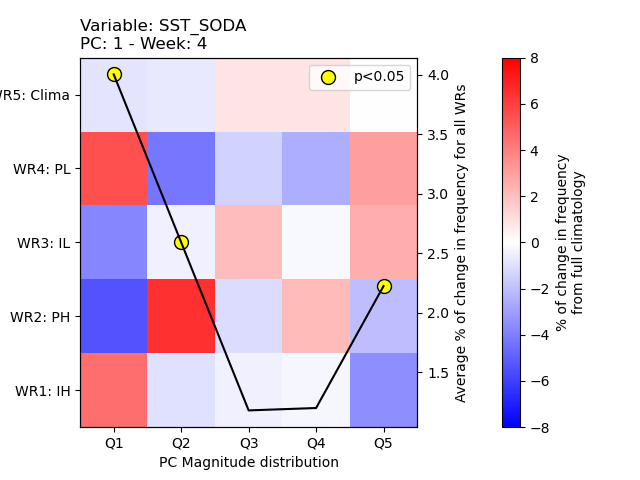 Variable: SST_SODA
PC: 1 - Week: 4
p<0.05
WR5: Clima
WR4: PL
WR3: IL
WR2: PH
WR1: IH
Q1 Q2 Q3 Q4 Q5
PC Magnitude distribution
4.0
3.5
3.0
2.5
2.0
1.5
Average % of change in frequency for all WRs
8
6
4
2
0
−2
−4
−6
−8
% of change in frequency
from full climatology